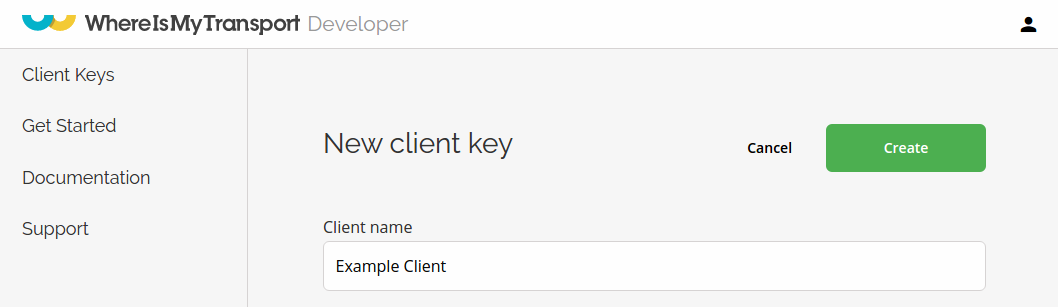 WhereIsMyTransport Developer
Client Keys
Get Started
Documentation
Support
New client key
Cancel
Create
Client name
Example Client